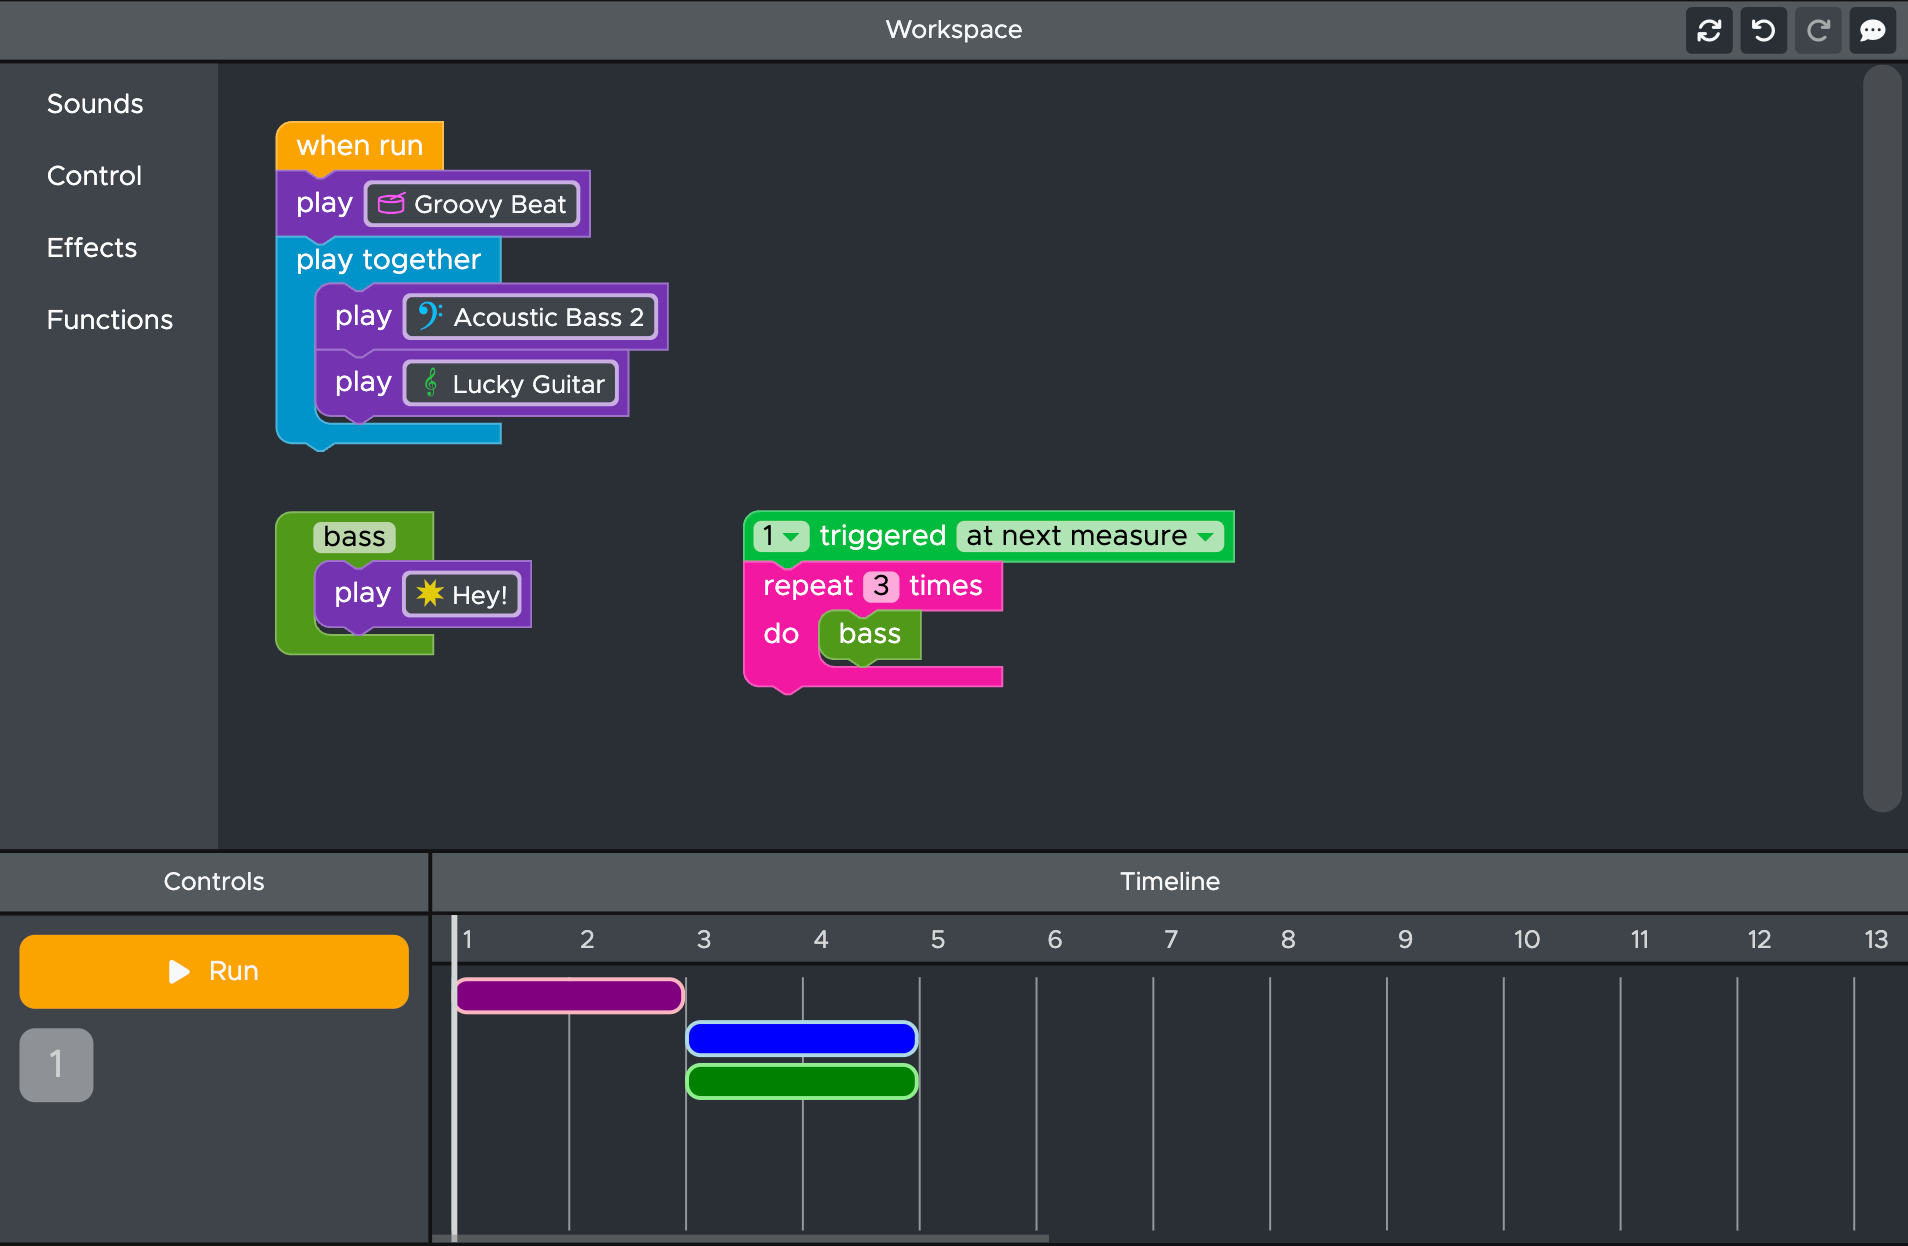 Workspace
Sounds
Control
Effects
Functions
when run
play Groovy Beat
play together
play Acoustic Bass 2
play Lucky Guitar
bass
play Hey!
1 triggered at next measure
repeat 3 times
do bass
Controls
Run
1
Timeline
1 2 3 4 5 6 7 8 9 10 11 12 13